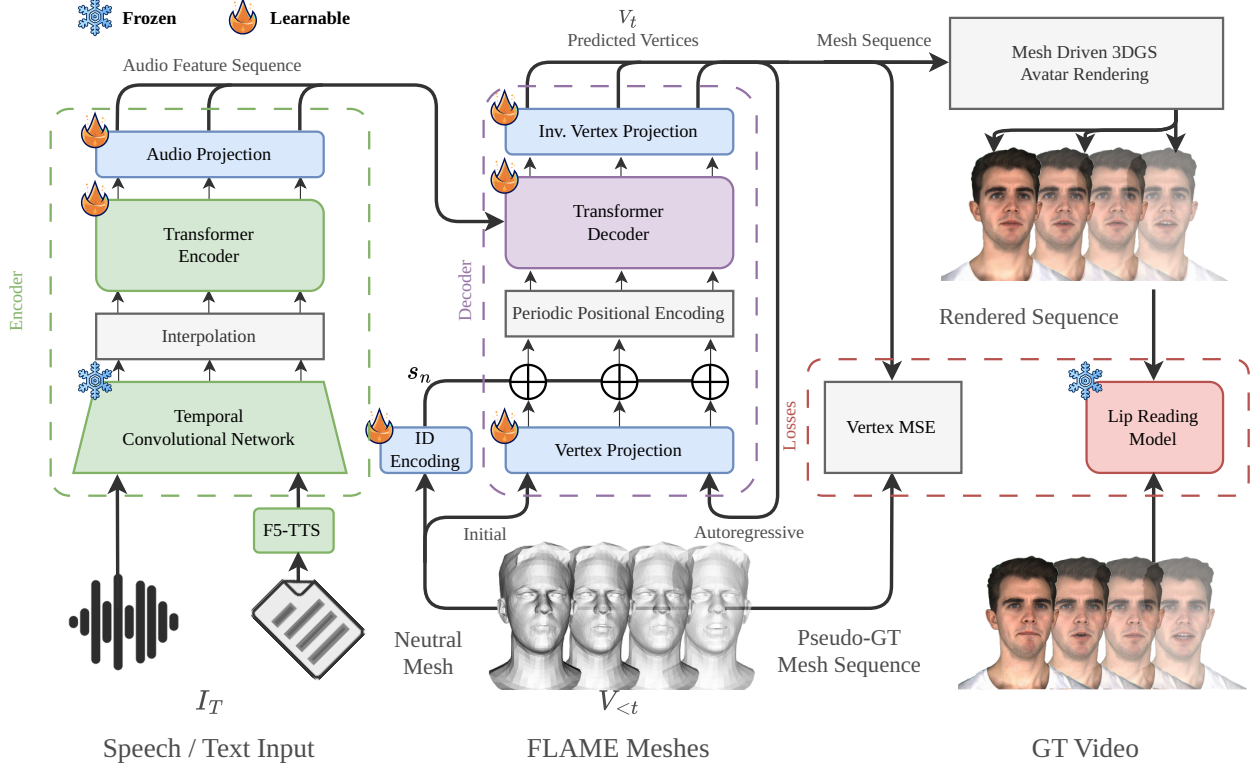 Frozen
Learnable
V_t
Predicted Vertices
Mesh Sequence
Mesh Driven 3DGS
Avatar Rendering
Audio Feature Sequence
Audio Projection
Inv. Vertex Projection
Transformer
Encoder
Transformer
Decoder
Encoder
Decoder
Interpolation
Periodic Positional Encoding
Rendered Sequence
s_n
Temporal
Convolutional Network
ID
Encoding
Vertex Projection
Losses
Vertex MSE
Lip Reading
Model
F5-TTS
Initial
Autoregressive
Neutral
Mesh
Pseudo-GT
Mesh Sequence
I_T
V_{<t}
Speech / Text Input
FLAME Meshes
GT Video